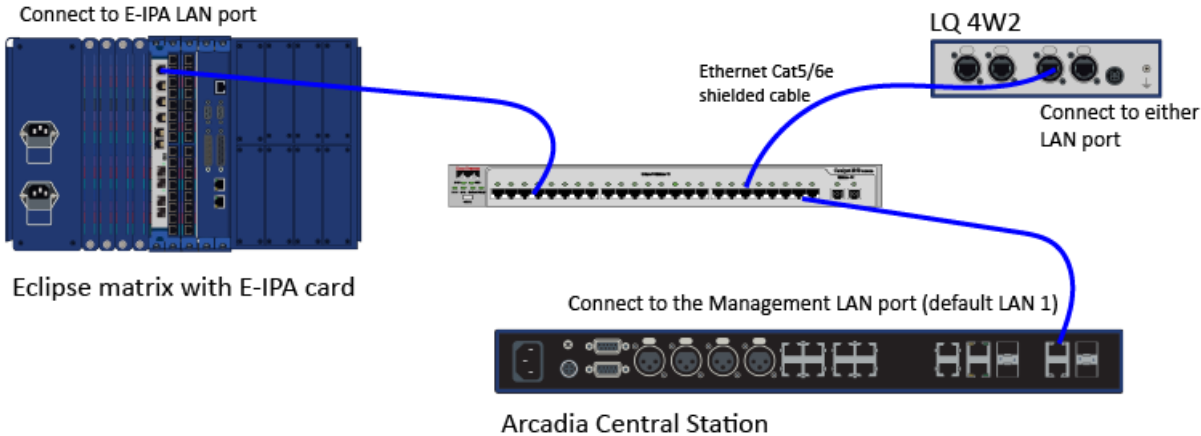 Connect to E-IPA LAN port
LQ 4W2
Ethernet Cat5/6e
shielded cable
Connect to either
LAN port
Eclipse matrix with E-IPA card
Connect to the Management LAN port (default LAN 1)
Arcadia Central Station